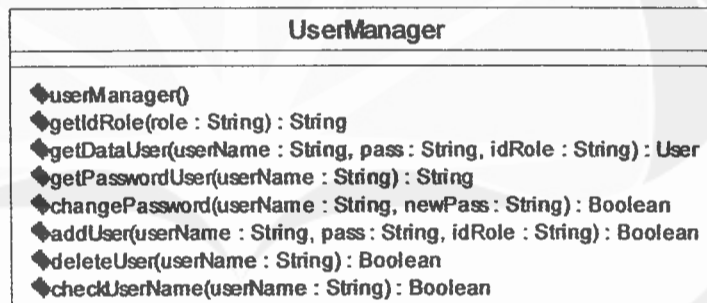 UserManager
userManager()
getIdRole(role : String) : String
getDataUser(userName : String, pass : String, idRole : String) : User
getPasswordUser(userName : String) : String
changePassword(userName : String, newPass : String) : Boolean
addUser(userName : String, pass : String, idRole : String) : Boolean
deleteUser(userName : String) : Boolean
checkUserName(userName : String) : Boolean